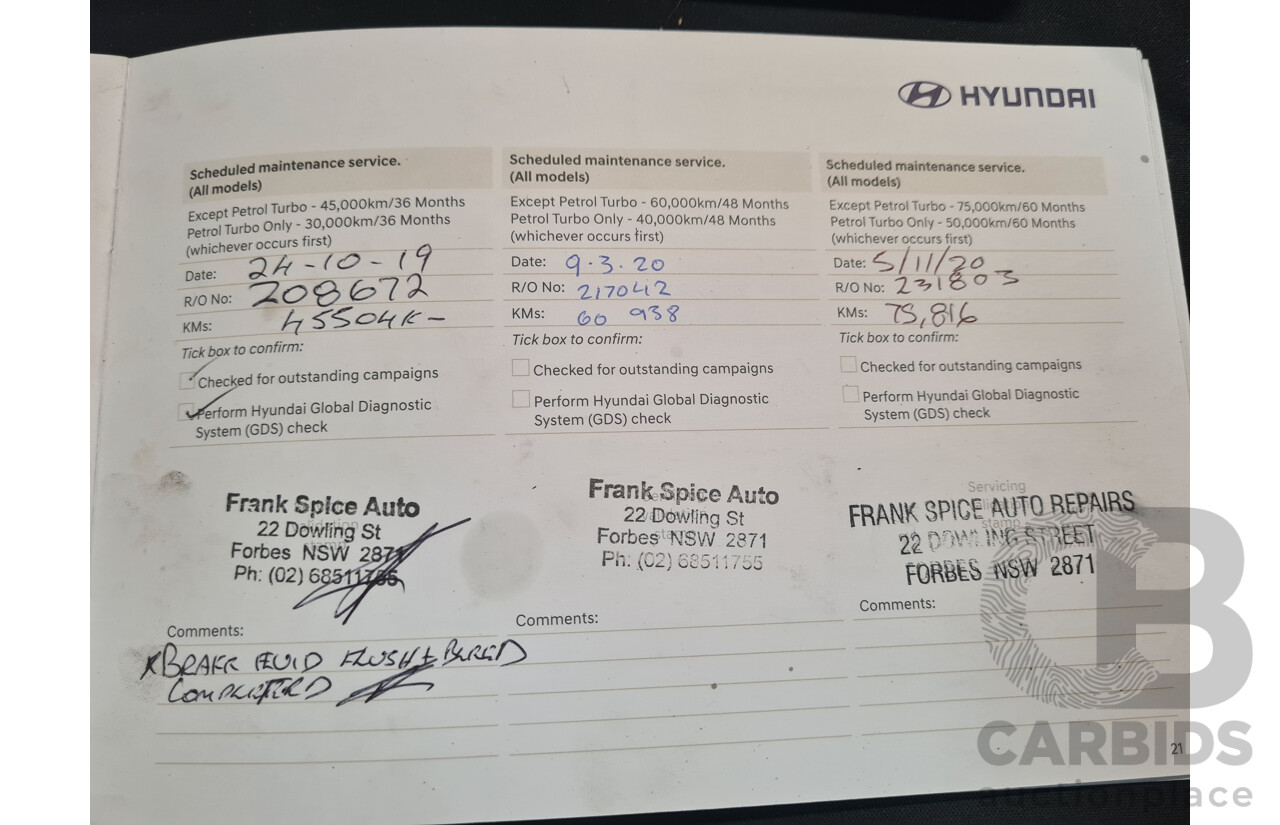 HYUNDAI
Scheduled maintenance service.
(All models)
Except Petrol Turbo - 45,000km/36 Months
Petrol Turbo Only - 30,000km/36 Months
(whichever occurs first)
Date: 24-10-19
R/O No: 208672
KMs: 45504K-
Tick box to confirm:
Checked for outstanding campaigns
Perform Hyundai Global Diagnostic
System (GDS) check
Frank Spice Auto
22 Dowling St
Forbes NSW 2871
Ph: (02) 68511755
Comments:
x BRAKE FLUID FLUSH + BLEED
COMPLETED
Scheduled maintenance service.
(All models)
Except Petrol Turbo - 60,000km/48 Months
Petrol Turbo Only - 40,000km/48 Months
(whichever occurs first)
Date: 9.3.20
R/O No: 217042
KMs: 60 938
Tick box to confirm:
Checked for outstanding campaigns
Perform Hyundai Global Diagnostic
System (GDS) check
Frank Spice Auto
22 Dowling St
Forbes NSW 2871
Ph: (02) 68511755
Comments:
Scheduled maintenance service.
(All models)
Except Petrol Turbo - 75,000km/60 Months
Petrol Turbo Only - 50,000km/60 Months
(whichever occurs first)
Date: 5/11/20
R/O No: 231803
KMs: 75,816
Tick box to confirm:
Checked for outstanding campaigns
Perform Hyundai Global Diagnostic
System (GDS) check
Servicing
FRANK SPICE AUTO REPAIRS
stamp
22 DOWLING STREET
FORBES NSW 2871
Comments:
21
CB
CARBIDS
auctionplace